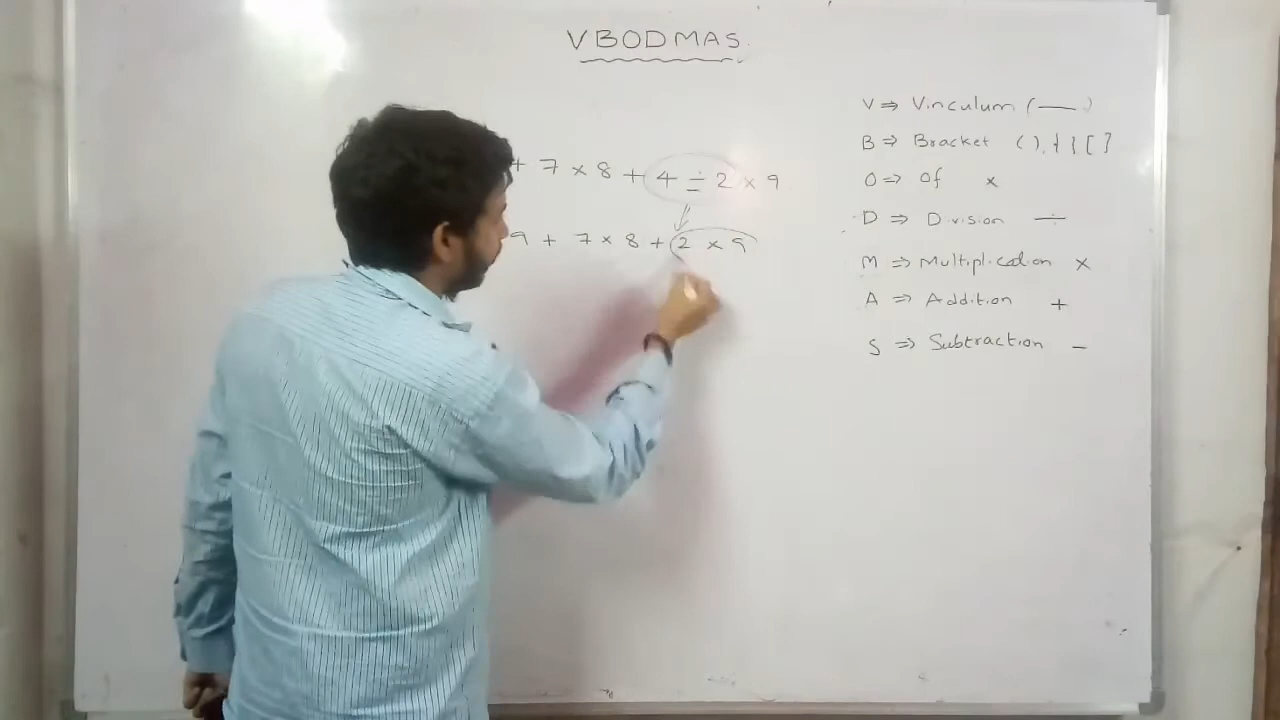 VBODMAS.
+ 7 × 8 + 4 ÷ 2 × 9
9 + 7 × 8 + 2 × 9
V ⇒ Vinculum ( — )
B ⇒ Bracket ( ), { } [ ]
O ⇒ Of ×
D ⇒ Division ÷
M ⇒ Multiplication ×
A ⇒ Addition +
S ⇒ Subtraction −